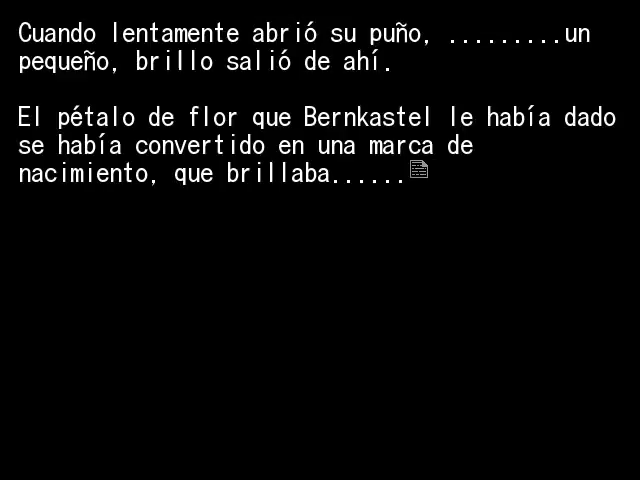 Cuando lentamente abrió su puño, .........un
pequeño, brillo salió de ahí.
El pétalo de flor que Bernkastel le había dado
se había convertido en una marca de
nacimiento, que brillaba......